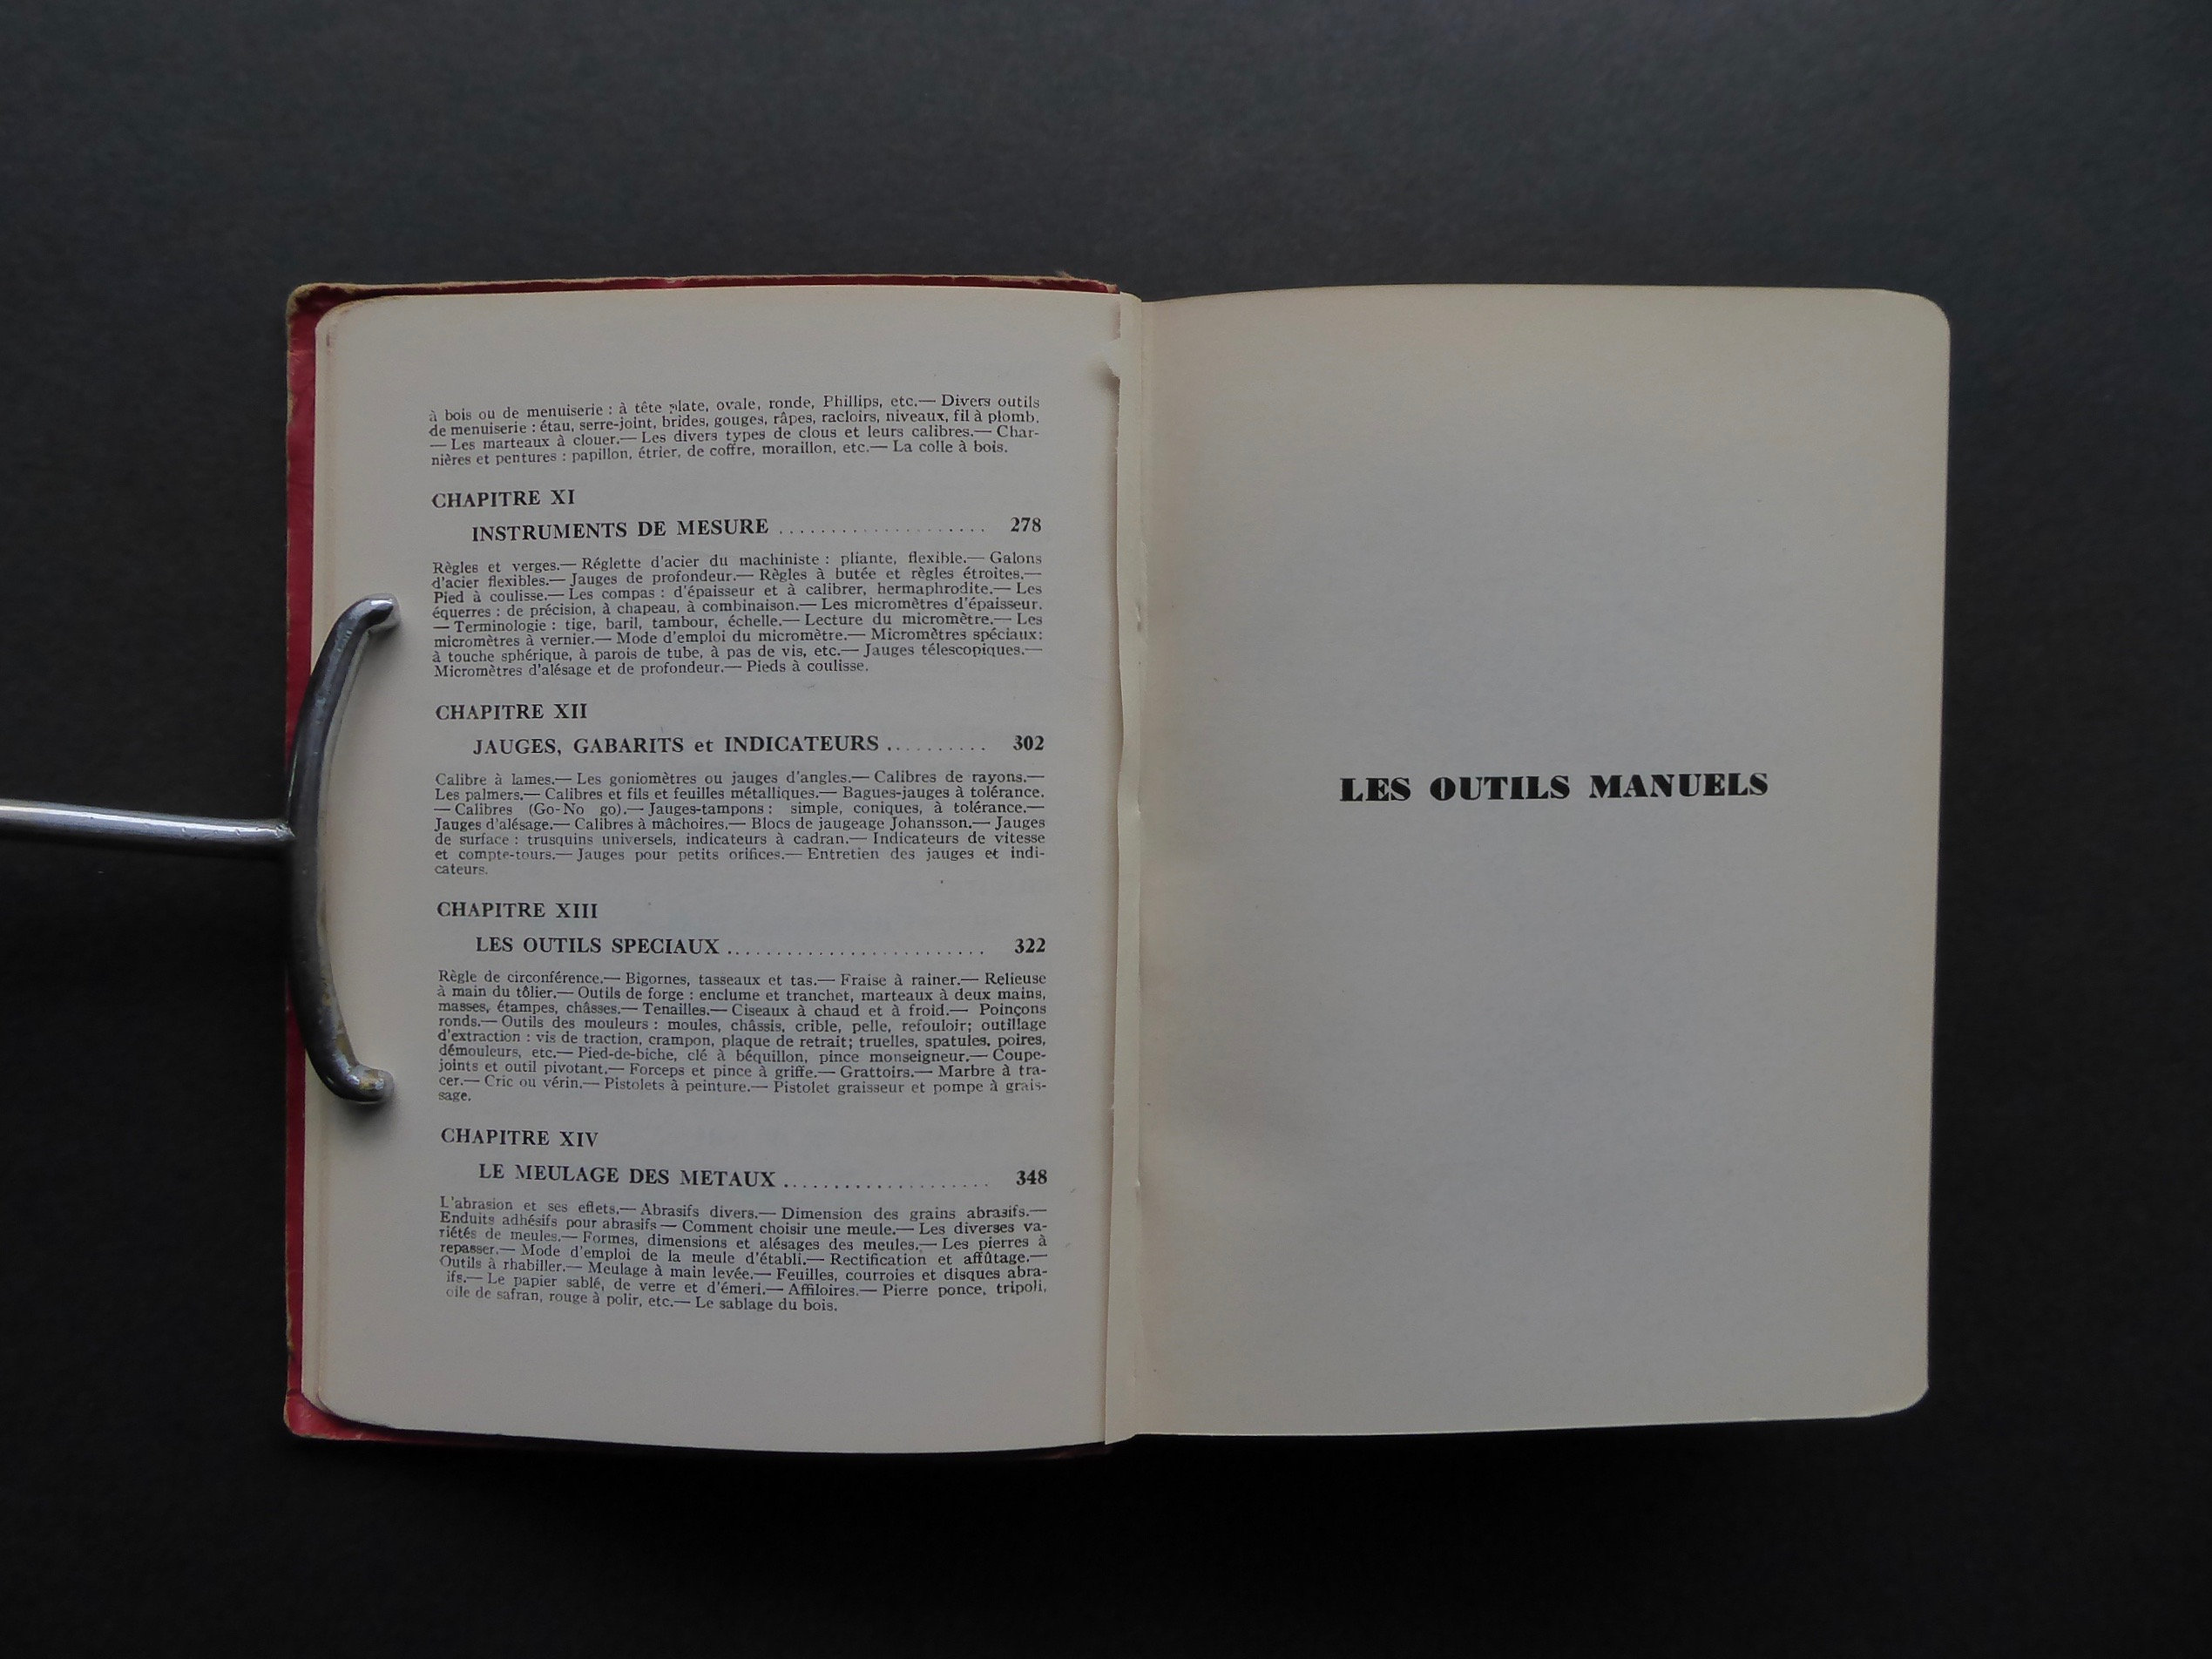 à bois ou de menuiserie : à tête plate, ovale, ronde, Phillips, etc.— Divers outils
de menuiserie : étau, serre-joint, brides, gouges, râpes, racloirs, niveaux, fil à plomb.
— Les marteaux à clouer.— Les divers types de clous et leurs calibres.— Char-
nières et pentures : papillon, étrier, de coffre, moraillon, etc.— La colle à bois.
CHAPITRE XI
INSTRUMENTS DE MESURE .................... 278
Règles et verges.— Réglette d'acier du machiniste : pliante, flexible.— Galons
d'acier flexibles.— Jauges de profondeur.— Règles à butée et règles étroites.—
Pied à coulisse.— Les compas : d'épaisseur et à calibrer, hermaphrodite.— Les
équerres : de précision, à chapeau, à combinaison.— Les micromètres d'épaisseur.
— Terminologie : tige, baril, tambour, échelle.— Lecture du micromètre.— Les
micromètres à vernier.— Mode d'emploi du micromètre.— Micromètres spéciaux:
à touche sphérique, à parois de tube, à pas de vis, etc.— Jauges télescopiques.—
Micromètres d'alésage et de profondeur.— Pieds à coulisse.
CHAPITRE XII
JAUGES, GABARITS et INDICATEURS .......... 302
Calibre à lames.— Les goniomètres ou jauges d'angles.— Calibres de rayons.—
Les palmers.— Calibres et fils et feuilles métalliques.— Bagues-jauges à tolérance.
— Calibres (Go-No go).— Jauges-tampons : simple, coniques, à tolérance.—
Jauges d'alésage.— Calibres à mâchoires.— Blocs de jaugeage Johansson.— Jauges
de surface : trusquins universels, indicateurs à cadran.— Indicateurs de vitesse
et compte-tours.— Jauges pour petits orifices.— Entretien des jauges et indi-
cateurs.
CHAPITRE XIII
LES OUTILS SPECIAUX ......................... 322
Règle de circonférence.— Bigornes, tasseaux et tas.— Fraise à rainer.— Relieuse
à main du tôlier.— Outils de forge : enclume et tranchet, marteaux à deux mains,
masses, étampes, châsses.— Tenailles.— Ciseaux à chaud et à froid.— Poinçons
ronds.— Outils des mouleurs : moules, châssis, crible, pelle, refouloir; outillage
d'extraction : vis de traction, crampon, plaque de retrait; truelles, spatules, poires,
démouleurs, etc.— Pied-de-biche, clé à béquillon, pince monseigneur.— Coupe-
joints et outil pivotant.— Forceps et pince à griffe.— Grattoirs.— Marbre à tra-
cer.— Cric ou vérin.— Pistolets à peinture.— Pistolet graisseur et pompe à grais-
sage.
CHAPITRE XIV
LE MEULAGE DES METAUX .................... 348
L'abrasion et ses effets.— Abrasifs divers.— Dimension des grains abrasifs.—
Enduits adhésifs pour abrasifs — Comment choisir une meule.— Les diverses va-
riétés de meules.— Formes, dimensions et alésages des meules.— Les pierres à
repasser.— Mode d'emploi de la meule d'établi.— Rectification et affûtage.—
Outils à rhabiller.— Meulage à main levée.— Feuilles, courroies et disques abra-
ifs.— Le papier sablé, de verre et d'émeri.— Affiloires.— Pierre ponce, tripoli,
oile de safran, rouge à polir, etc.— Le sablage du bois.
LES OUTILS MANUELS